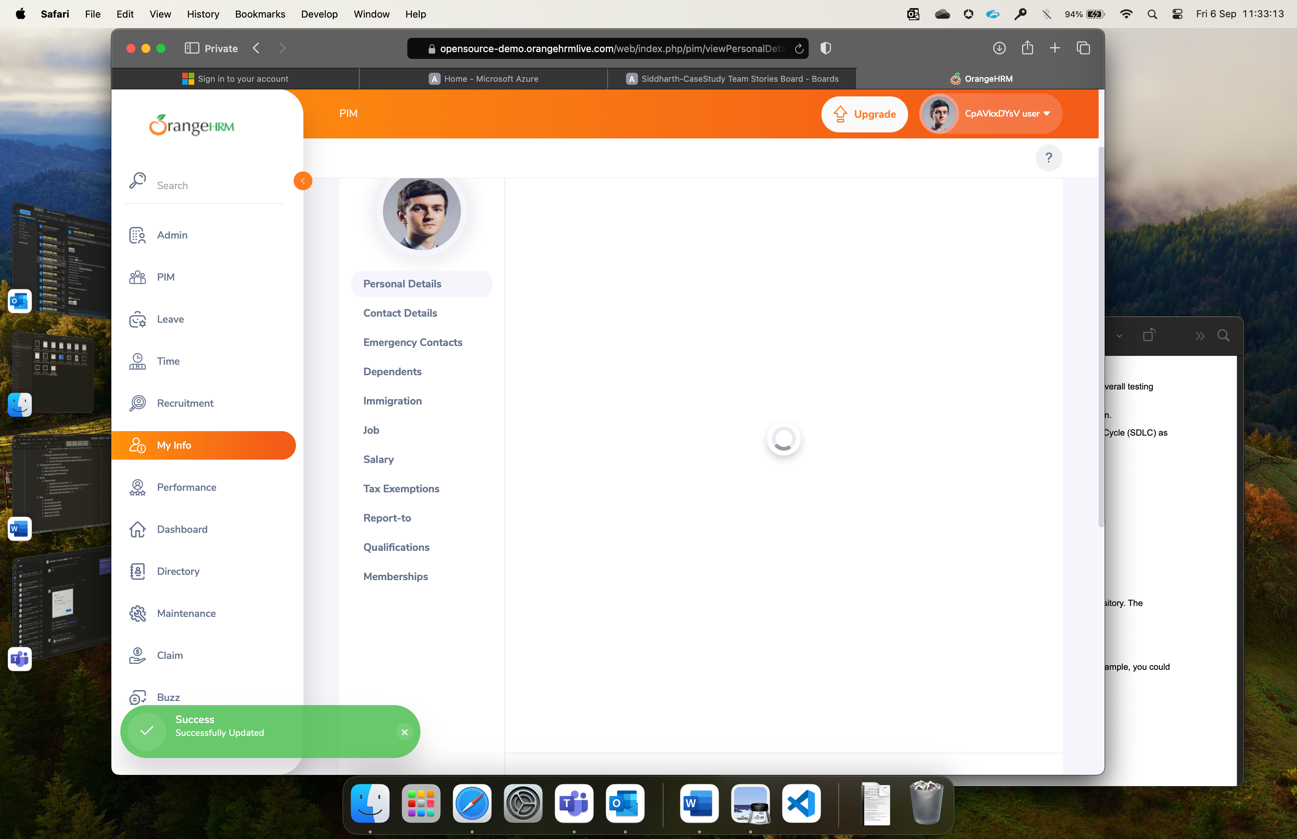 Safari File Edit View History Bookmarks Develop Window Help
94%
Fri 6 Sep 11:33:13
Private
opensource-demo.orangehrmlive.com/web/index.php/pim/viewPersonalDeta
Sign in to your account
Home - Microsoft Azure
Siddharth-CaseStudy Team Stories Board - Boards
OrangeHRM
OrangeHRM
PIM
Upgrade
CpAVkxDYsV user
?
Search
Admin
PIM
Leave
Time
Recruitment
My Info
Performance
Dashboard
Directory
Maintenance
Claim
Buzz
Personal Details
Contact Details
Emergency Contacts
Dependents
Immigration
Job
Salary
Tax Exemptions
Report-to
Qualifications
Memberships
Success
Successfully Updated
verall testing
n.
Cycle (SDLC) as
sitory. The
ample, you could